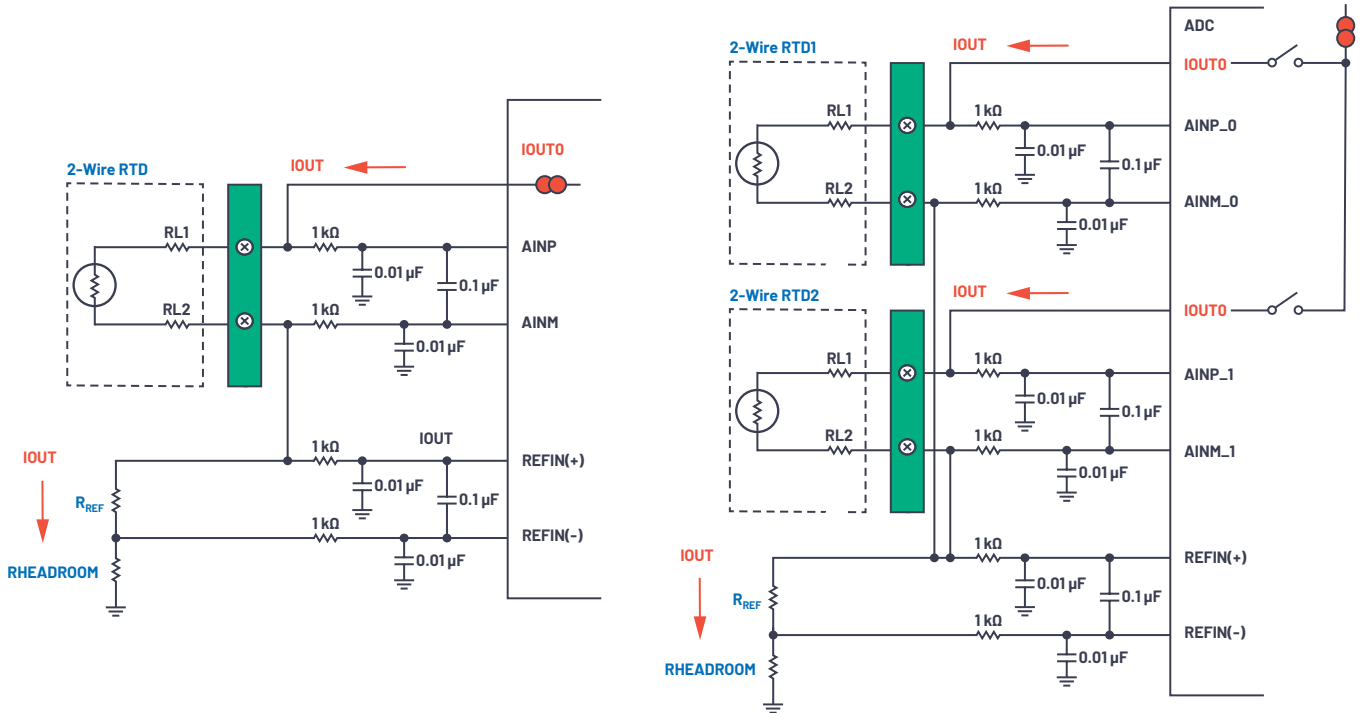 2-Wire RTD
RL1
RL2
IOUT
IOUT0
1 kΩ
0.01 µF
0.1 µF
AINP
1 kΩ
0.01 µF
AINM
IOUT
R_REF
RHEADROOM
1 kΩ
IOUT
0.01 µF
0.1 µF
REFIN(+)
1 kΩ
0.01 µF
REFIN(-)
2-Wire RTD1
RL1
RL2
IOUT
ADC
IOUT0
1 kΩ
0.01 µF
0.1 µF
AINP_0
1 kΩ
0.01 µF
AINM_0
2-Wire RTD2
RL1
RL2
IOUT
IOUT0
1 kΩ
0.01 µF
0.1 µF
AINP_1
1 kΩ
0.01 µF
AINM_1
IOUT
R_REF
RHEADROOM
1 kΩ
0.01 µF
0.1 µF
REFIN(+)
1 kΩ
0.01 µF
REFIN(-)